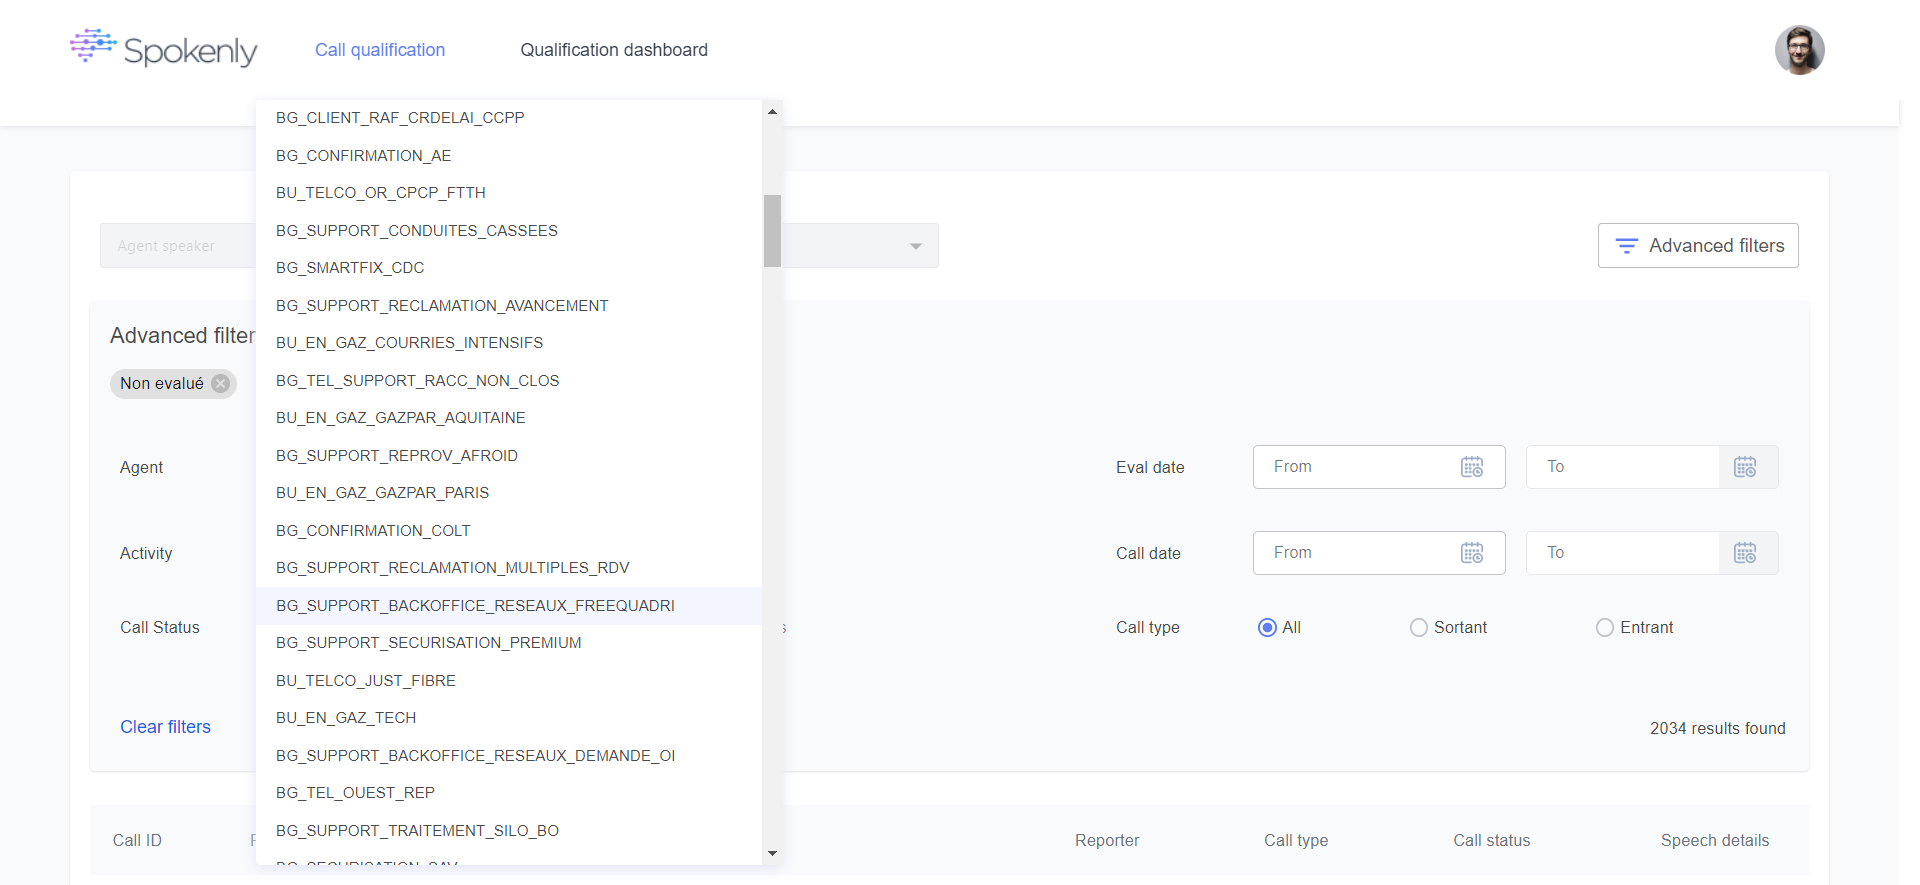 Spokenly
Call qualification
Qualification dashboard
BG_CLIENT_RAF_CRDELAI_CCPP
BG_CONFIRMATION_AE
BU_TELCO_OR_CPCP_FTTH
BG_SUPPORT_CONDUITES_CASSEES
BG_SMARTFIX_CDC
BG_SUPPORT_RECLAMATION_AVANCEMENT
BU_EN_GAZ_COURRIES_INTENSIFS
BG_TEL_SUPPORT_RACC_NON_CLOS
BU_EN_GAZ_GAZPAR_AQUITAINE
BG_SUPPORT_REPROV_AFROID
BU_EN_GAZ_GAZPAR_PARIS
BG_CONFIRMATION_COLT
BG_SUPPORT_RECLAMATION_MULTIPLES_RDV
BG_SUPPORT_BACKOFFICE_RESEAUX_FREEQUADRI
BG_SUPPORT_SECURISATION_PREMIUM
BU_TELCO_JUST_FIBRE
BU_EN_GAZ_TECH
BG_SUPPORT_BACKOFFICE_RESEAUX_DEMANDE_OI
BG_TEL_OUEST_REP
BG_SUPPORT_TRAITEMENT_SILO_BO
BG_SECURISATION_SAV
Agent speaker
Advanced filters
Advanced filter
Non evalué
Agent
Eval date
From
To
Activity
Call date
From
To
Call Status
Call type
All
Sortant
Entrant
Clear filters
2034 results found
Call ID
Reporter
Call type
Call status
Speech details